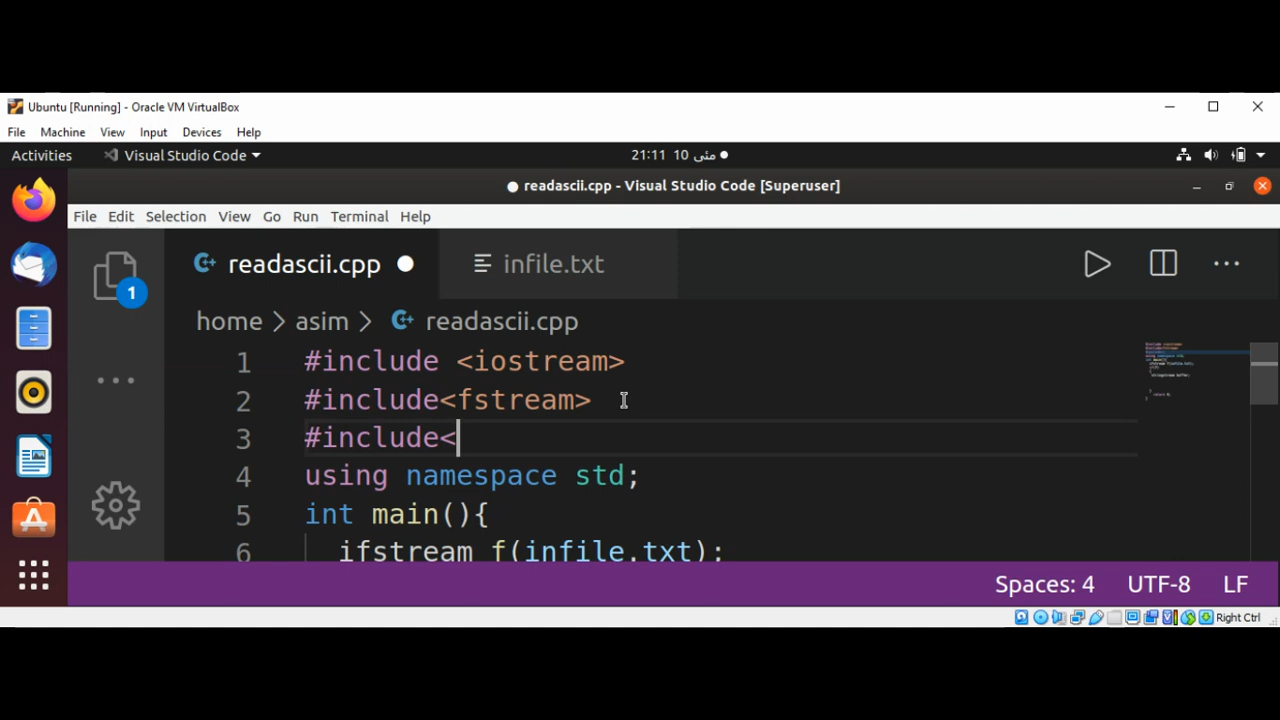 Ubuntu [Running] - Oracle VM VirtualBox
File Machine View Input Devices Help
Activities Visual Studio Code 21:11 10 مئی
readascii.cpp - Visual Studio Code [Superuser]
File Edit Selection View Go Run Terminal Help
readascii.cpp infile.txt
1
home > asim > readascii.cpp
1 #include <iostream>
2 #include<fstream>
3 #include<
4 using namespace std;
5 int main(){
6 ifstream f(infile.txt);
Spaces: 4 UTF-8 LF
Right Ctrl